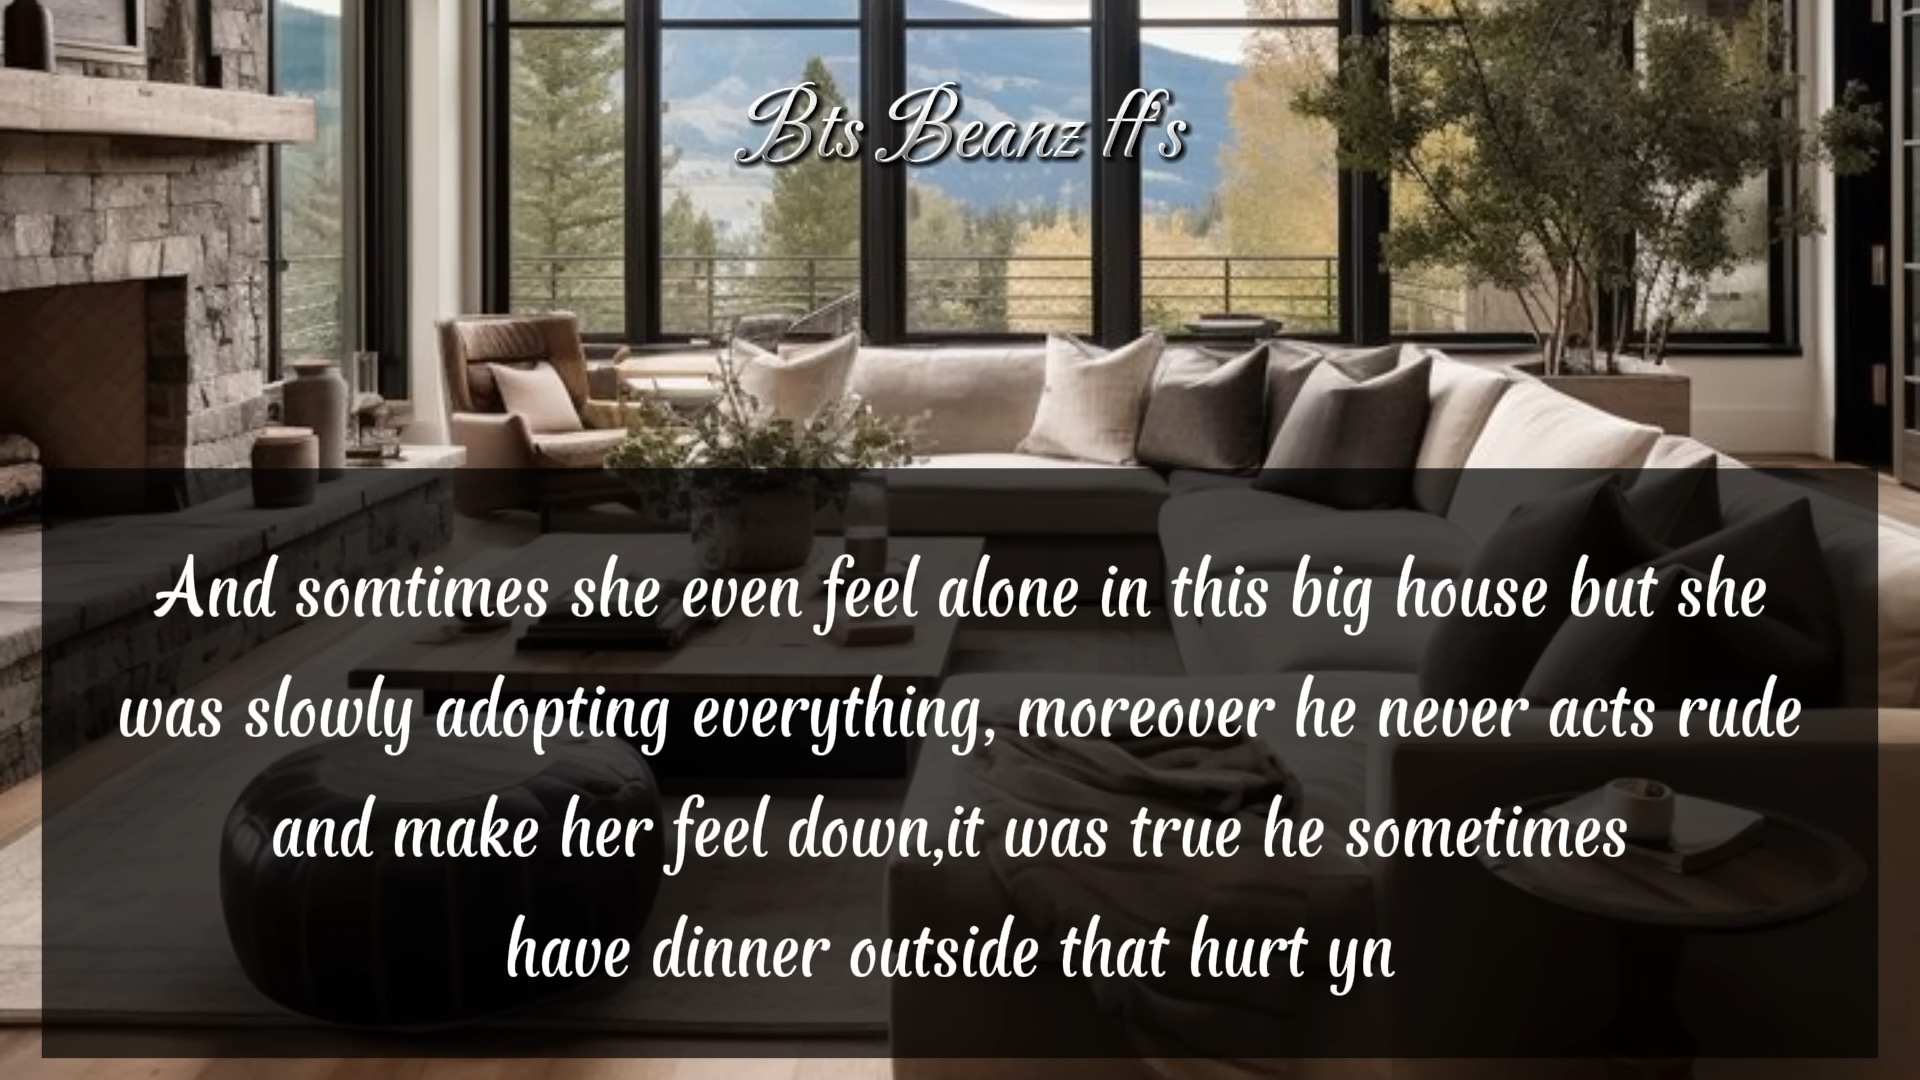 Bts Beanz ff's
And somtimes she even feel alone in this big house but she
was slowly adopting everything, moreover he never acts rude
and make her feel down,it was true he sometimes
have dinner outside that hurt yn